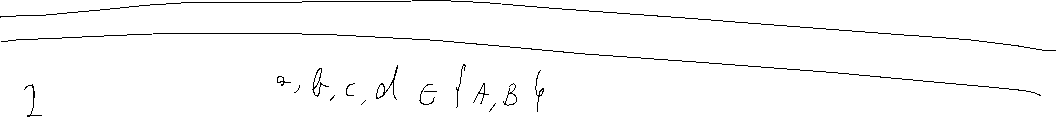 1 a, b, c, d ∈ {A, B}